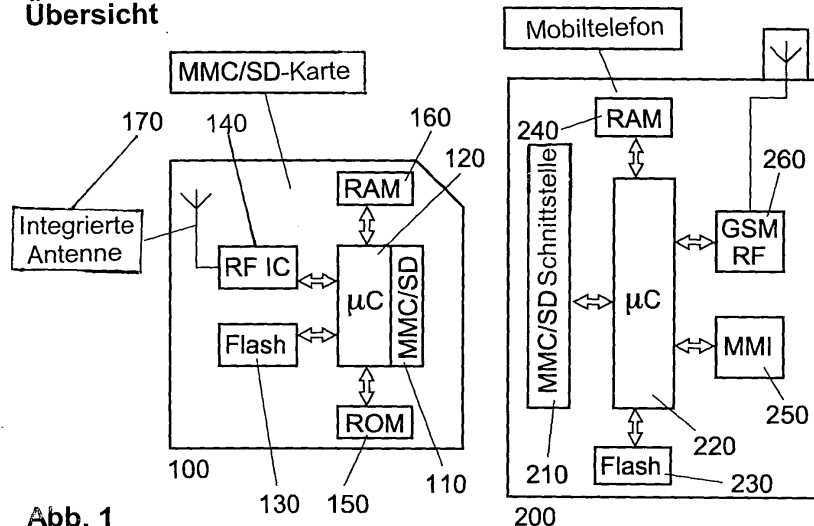 Übersicht
MMC/SD-Karte
170
140
160
120
RAM
Integrierte
Antenne
RF IC
µC
MMC/SD
Flash
ROM
100
130
150
110
Abb. 1
Mobiltelefon
240
RAM
260
MMC/SD Schnittstelle
µC
GSM
RF
MMI
250
210
220
Flash
230
200